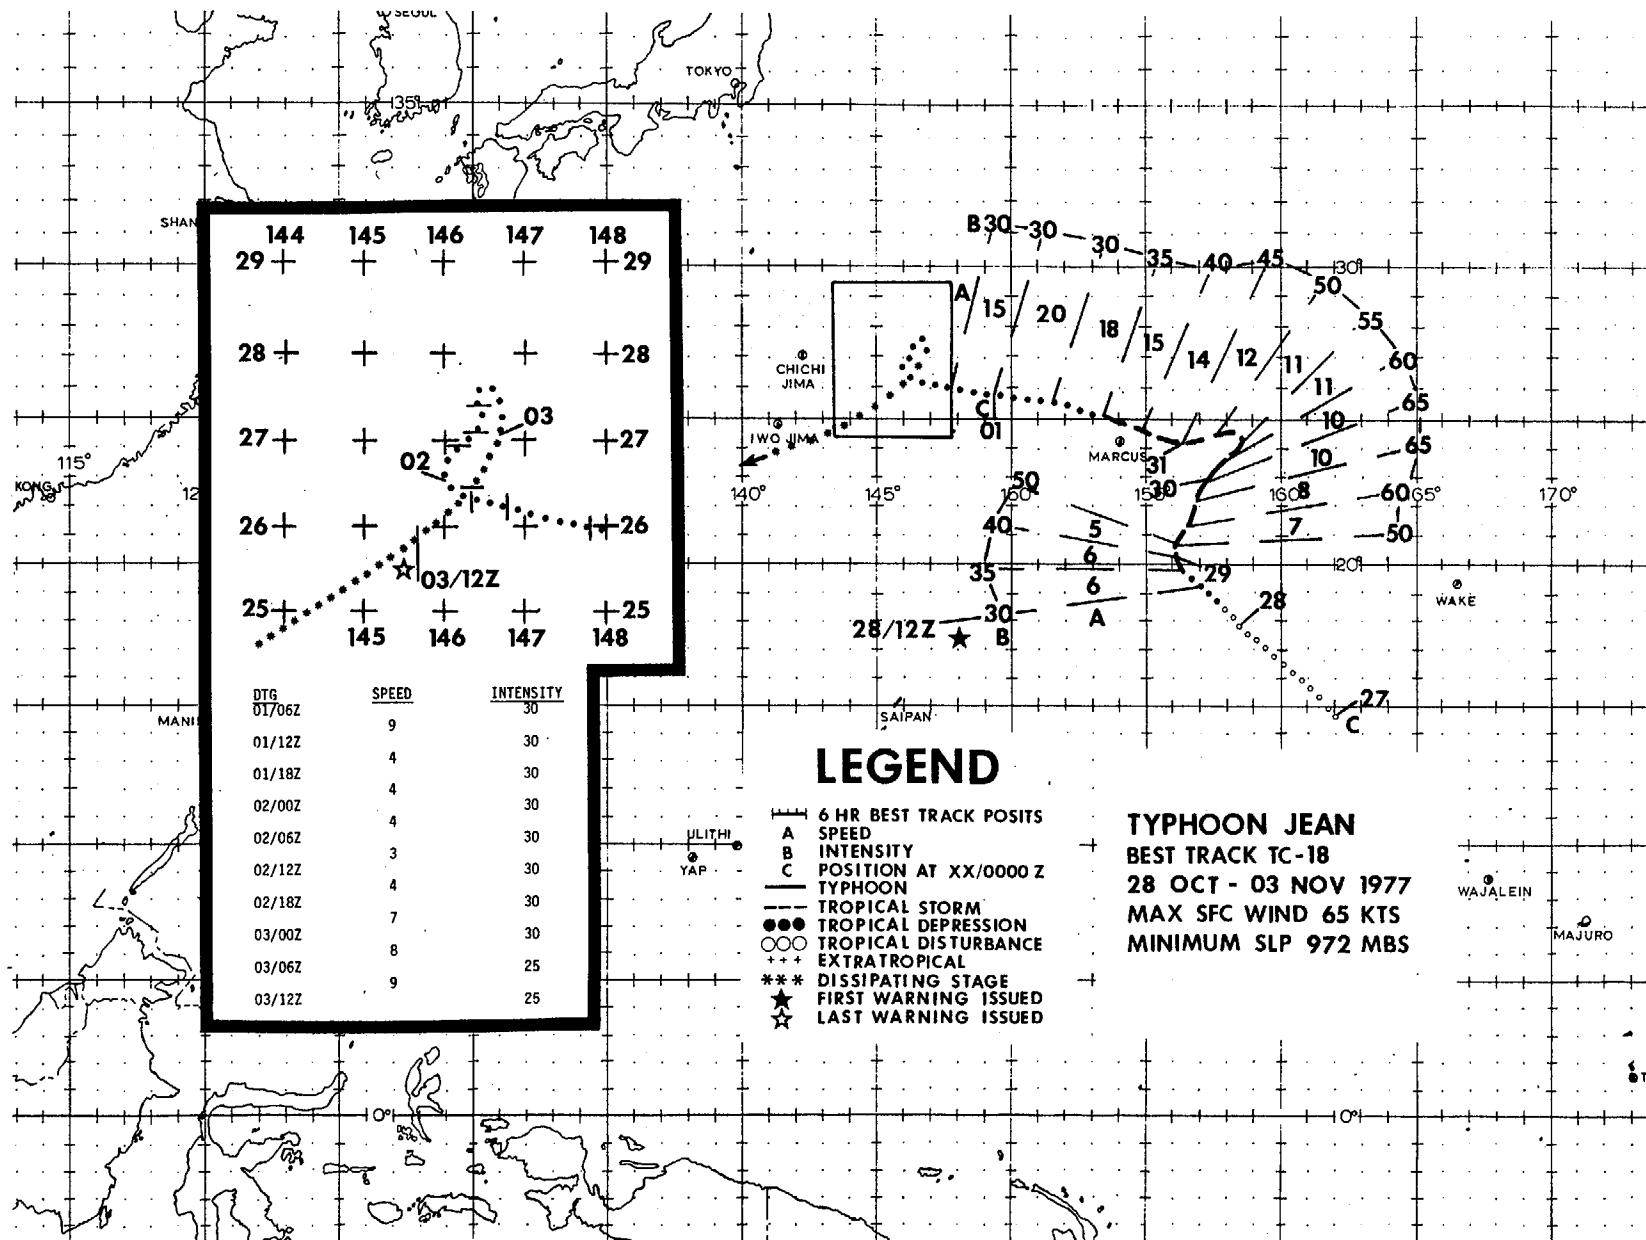 SEOUL
TOKYO
35°
SHAN
144 145 146 147 148
29 29
28 28
03
27 27
02
26 26
03/12Z
25 25
145 146 147 148
DTG SPEED INTENSITY
01/06Z 30
9
01/12Z 30
4
01/18Z 30
4
02/00Z 30
4
02/06Z 30
3
02/12Z 30
4
02/18Z 30
7
03/00Z 30
8
03/06Z 25
9
03/12Z 25
115°
KONG
12
MANI
B 30 30 30 35 40 45 50 55 60 65 65 60 50
30°
A 15 20 18 15 14 12 11 11 10 10 8 7
CHICHI
JIMA
IWO JIMA
C
01
MARCUS
31
30
140° 145° 150° 155° 160° 165° 170°
50
40 5
6
35 6
30 A
28/12Z B
20°
29
28
27
C
WAKE
SAIPAN
ULITHI
YAP
WAJALEIN
MAJURO
T
0° 0°
LEGEND
6 HR BEST TRACK POSITS
A SPEED
B INTENSITY
C POSITION AT XX/0000 Z
TYPHOON
TROPICAL STORM
TROPICAL DEPRESSION
TROPICAL DISTURBANCE
+++ EXTRATROPICAL
*** DISSIPATING STAGE
FIRST WARNING ISSUED
LAST WARNING ISSUED
TYPHOON JEAN
BEST TRACK TC-18
28 OCT - 03 NOV 1977
MAX SFC WIND 65 KTS
MINIMUM SLP 972 MBS